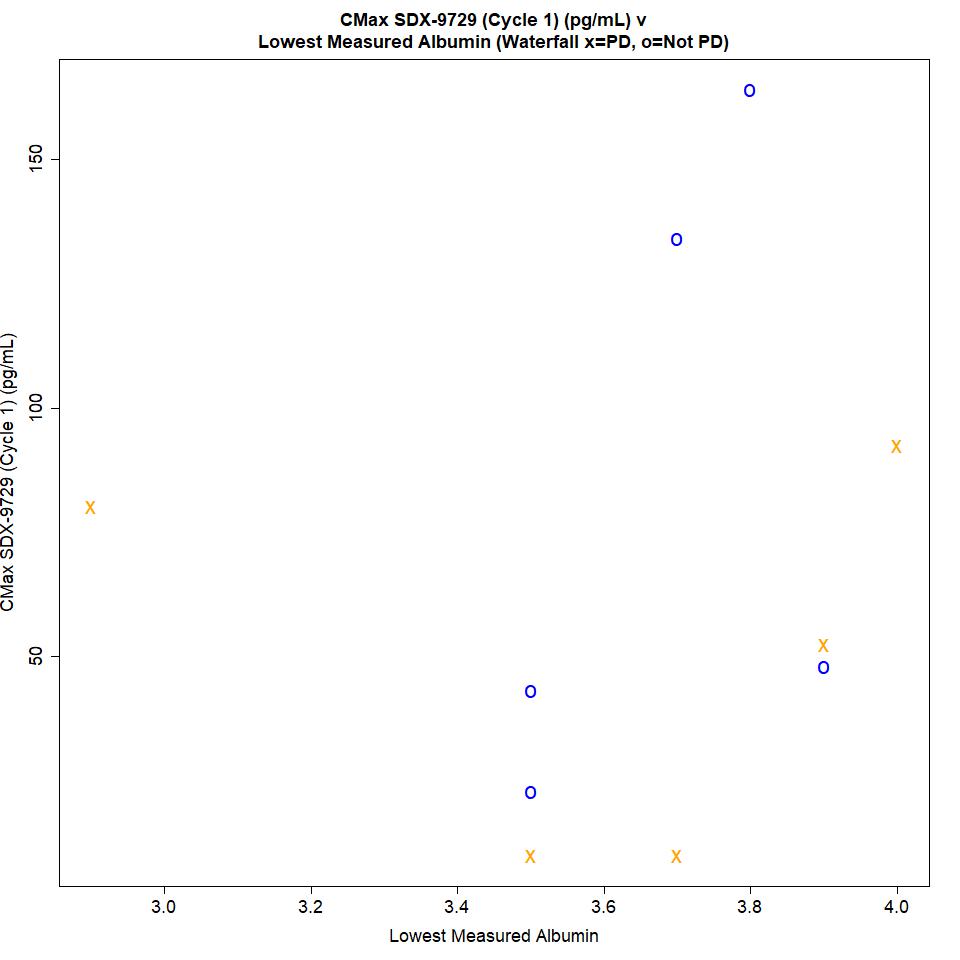 CMax SDX-9729 (Cycle 1) (pg/mL) v
Lowest Measured Albumin (Waterfall x=PD, o=Not PD)
CMax SDX-9729 (Cycle 1) (pg/mL)
150
100
50
o
o
x
x
x
o
o
o
x
x
3.0
3.2
3.4
3.6
3.8
4.0
Lowest Measured Albumin